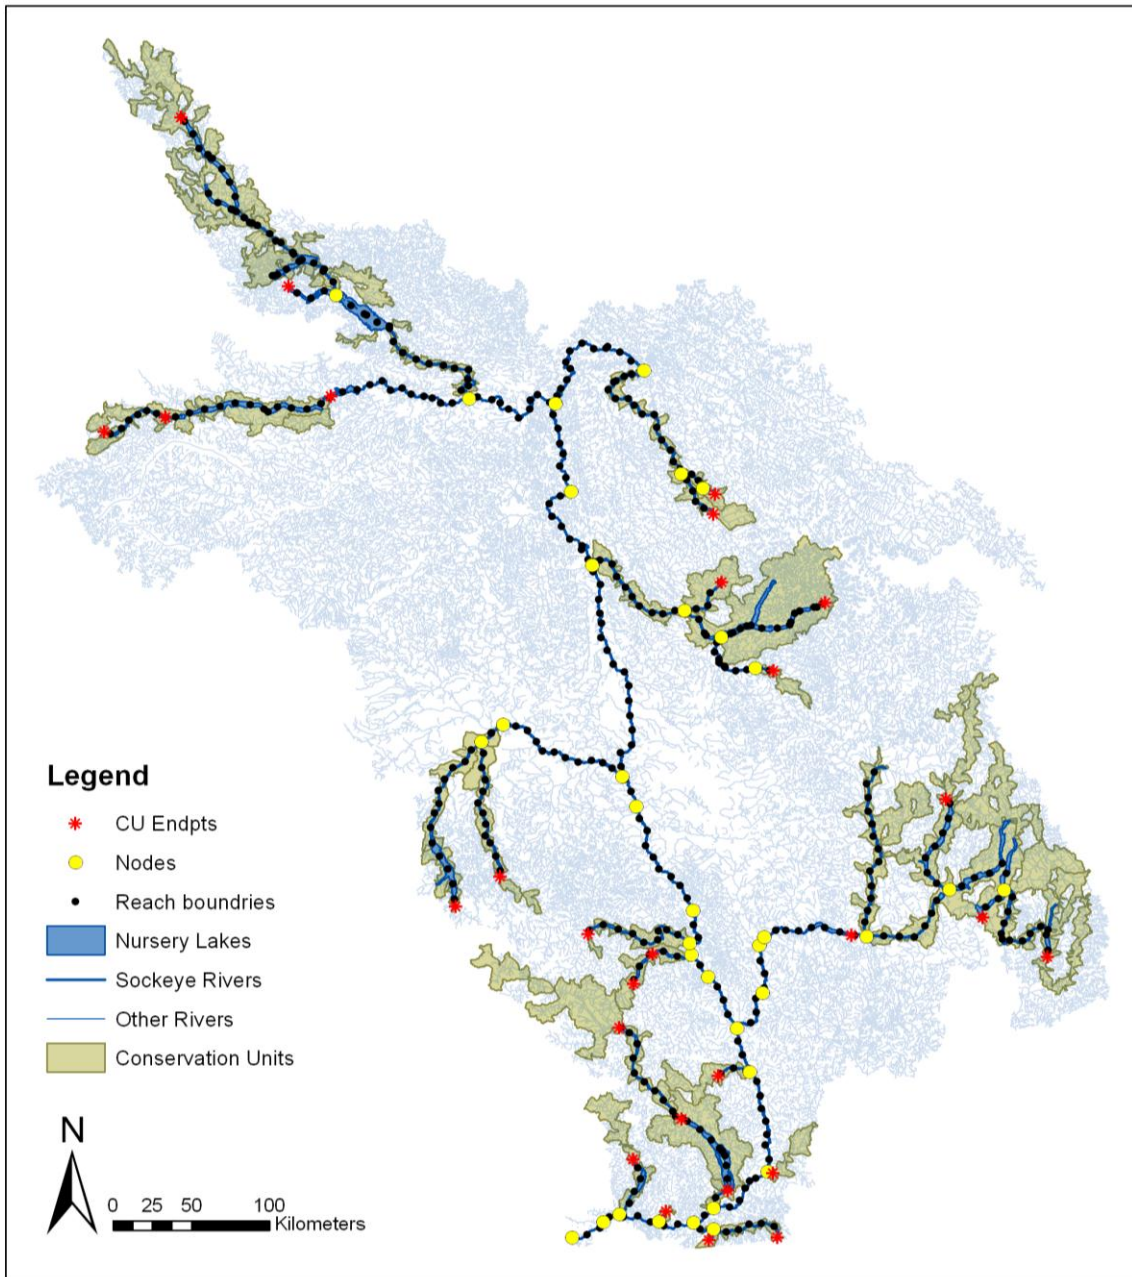 Legend
CU Endpts
Nodes
Reach boundries
Nursery Lakes
Sockeye Rivers
Other Rivers
Conservation Units
N
0 25 50 100
Kilometers